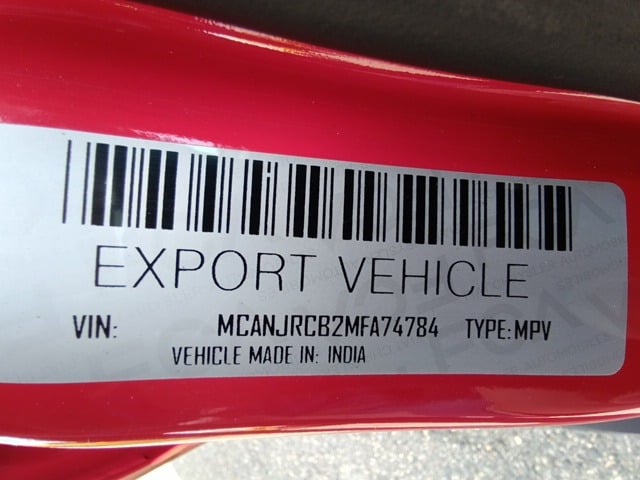 EXPORT VEHICLE
VIN: MCANJRCB2MFA74784 TYPE: MPV
VEHICLE MADE IN: INDIA